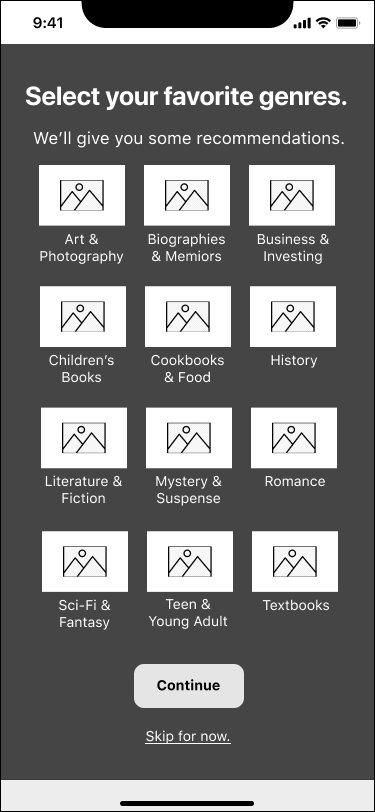 9:41
Select your favorite genres.
We’ll give you some recommendations.
Art &
Photography
Biographies
& Memiors
Business &
Investing
Children’s
Books
Cookbooks
& Food
History
Literature &
Fiction
Mystery &
Suspense
Romance
Sci-Fi &
Fantasy
Teen &
Young Adult
Textbooks
Continue
Skip for now.